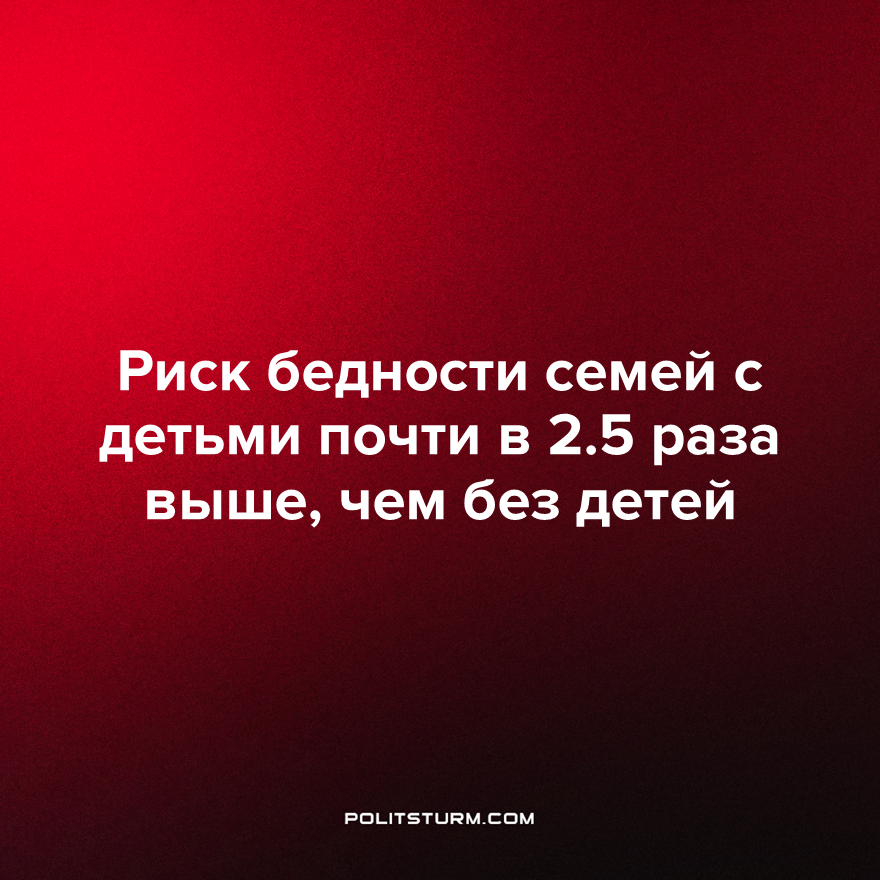 Риск бедности семей с
детьми почти в 2.5 раза
выше, чем без детей
POLITSTURM.COM